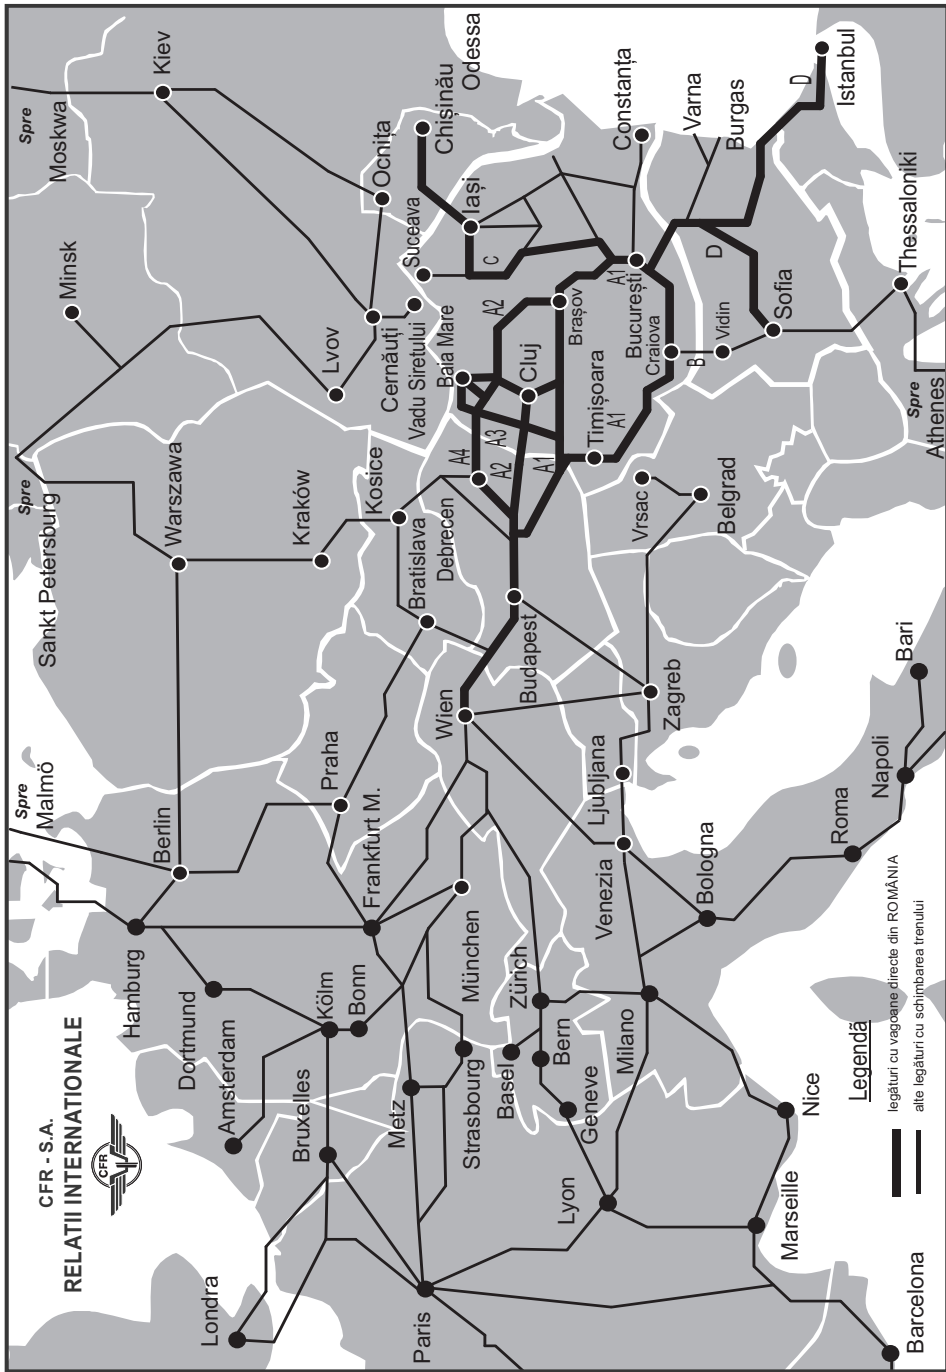 CFR - S.A.
RELATII INTERNATIONALE
CFR
Londra
Amsterdam
Dortmund
Hamburg
Spre
Malmö
Berlin
Spre
Sankt Petersburg
Warszawa
Minsk
Spre
Moskwa
Kiev
Bruxelles
Kölm
Bonn
Frankfurt M.
Praha
Kraków
Kosice
Lvov
Cernăuți
Vadu Siretului
Ocnița
Suceava
Chișinău
Odessa
Paris
Metz
Strasbourg
München
Wien
Bratislava
Debrecen
Budapest
A4
A2
A3
A1
Baia Mare
Cluj
A2
C
Iași
Basel
Bern
Zürich
Geneve
Lyon
Milano
Venezia
Ljubljana
Zagreb
Timișoara
A1
Brașov
A1
București
Craiova
Constanța
Vrsac
Belgrad
B
Vidin
Sofia
D
Varna
Burgas
D
Istanbul
Marseille
Nice
Bologna
Roma
Napoli
Bari
Spre
Athenes
Thessaloniki
Barcelona
Legendã
legături cu vagoane directe din ROMÂNIA
alte legături cu schimbarea trenului